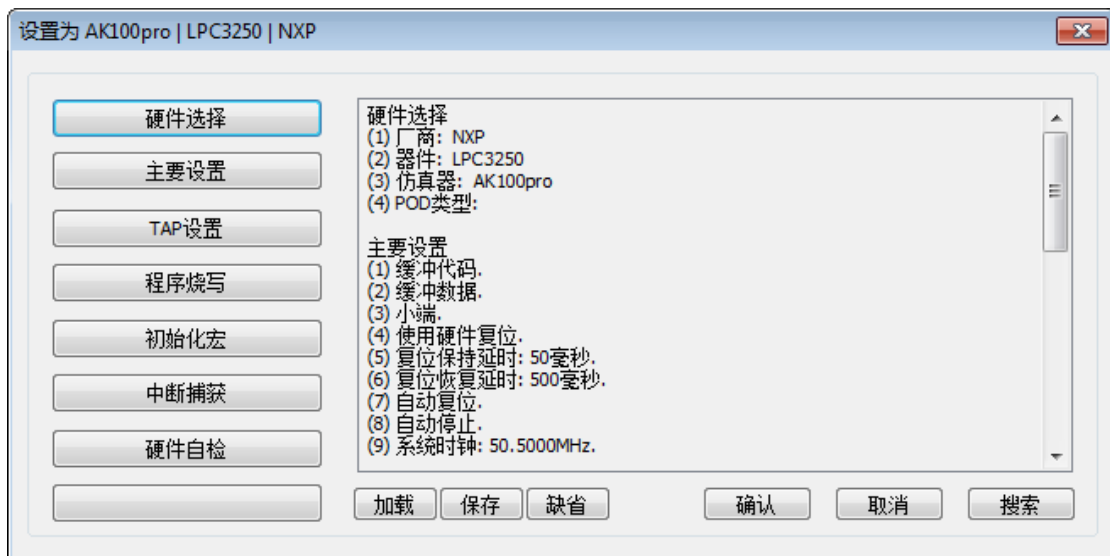 设置为 AK100pro | LPC3250 | NXP
硬件选择
主要设置
TAP设置
程序烧写
初始化宏
中断捕获
硬件自检
硬件选择
(1) 厂商: NXP
(2) 器件: LPC3250
(3) 仿真器: AK100pro
(4) POD类型:
主要设置
(1) 缓冲代码.
(2) 缓冲数据.
(3) 小端.
(4) 使用硬件复位.
(5) 复位保持延时: 50毫秒.
(6) 复位恢复延时: 500毫秒.
(7) 自动复位.
(8) 自动停止.
(9) 系统时钟: 50.5000MHz.
加载 保存 缺省 确认 取消 搜索